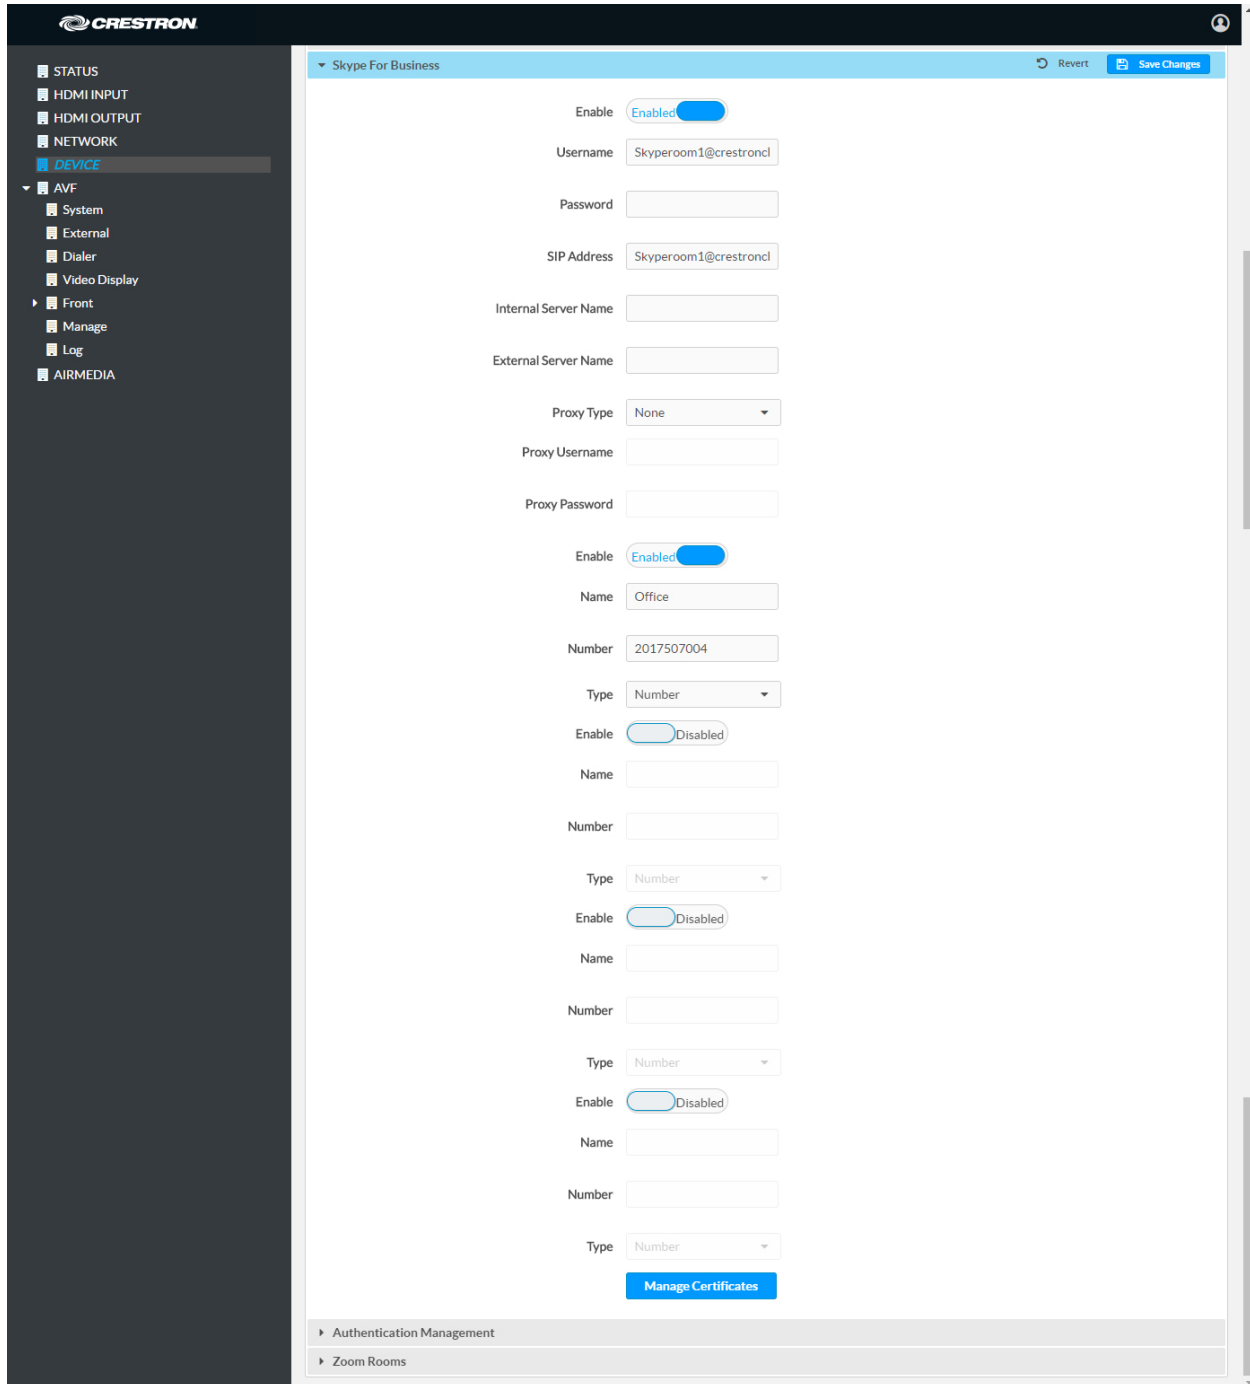 CRESTRON
STATUS
HDMI INPUT
HDMI OUTPUT
NETWORK
DEVICE
AVF
System
External
Dialer
Video Display
Front
Manage
Log
AIRMEDIA
Skype For Business Revert Save Changes
Enable Enabled
Username Skyperoom1@crestroncl
Password
SIP Address Skyperoom1@crestroncl
Internal Server Name
External Server Name
Proxy Type None
Proxy Username
Proxy Password
Enable Enabled
Name Office
Number 2017507004
Type Number
Enable Disabled
Name
Number
Type Number
Enable Disabled
Name
Number
Type Number
Enable Disabled
Name
Number
Type Number
Manage Certificates
Authentication Management
Zoom Rooms